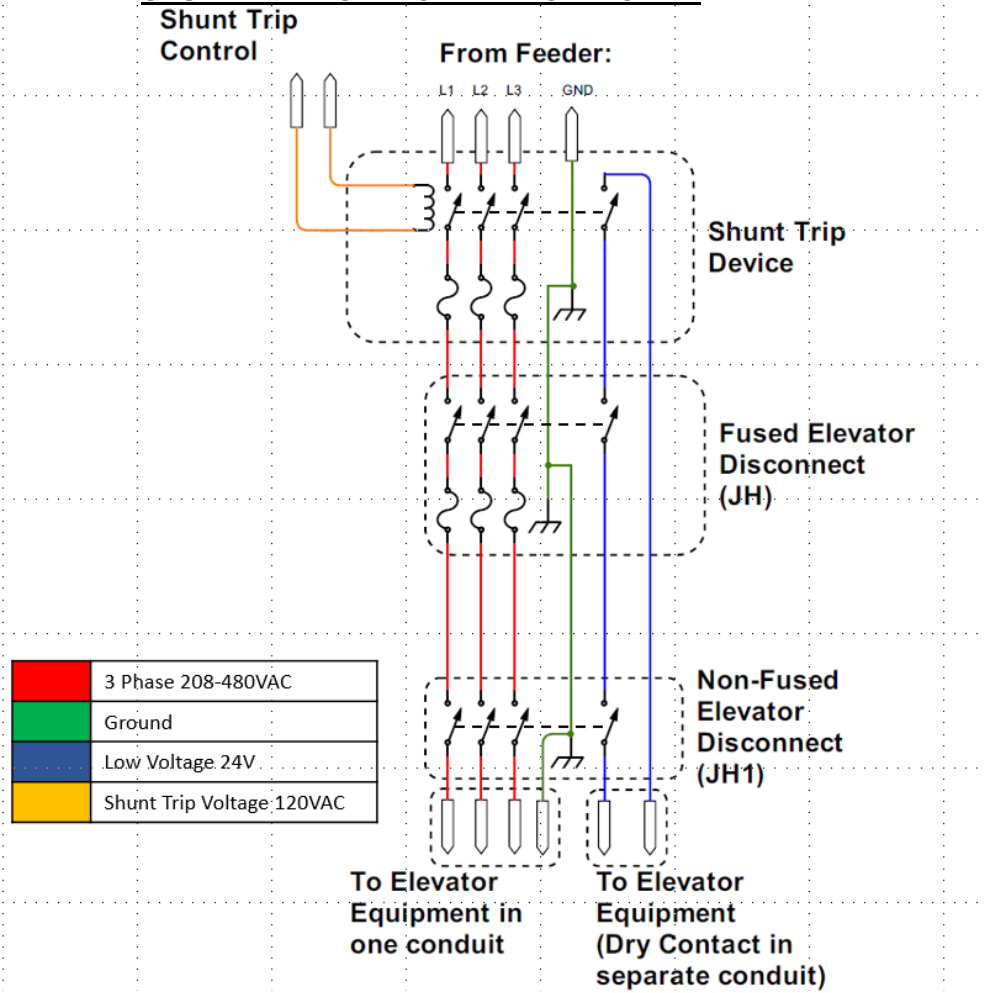 Shunt Trip
Control
From Feeder:
L1 L2 L3 GND
Shunt Trip
Device
Fused Elevator
Disconnect
(JH)
Non-Fused
Elevator
Disconnect
(JH1)
3 Phase 208-480VAC
Ground
Low Voltage 24V
Shunt Trip Voltage 120VAC
To Elevator
Equipment in
one conduit
To Elevator
Equipment
(Dry Contact in
separate conduit)